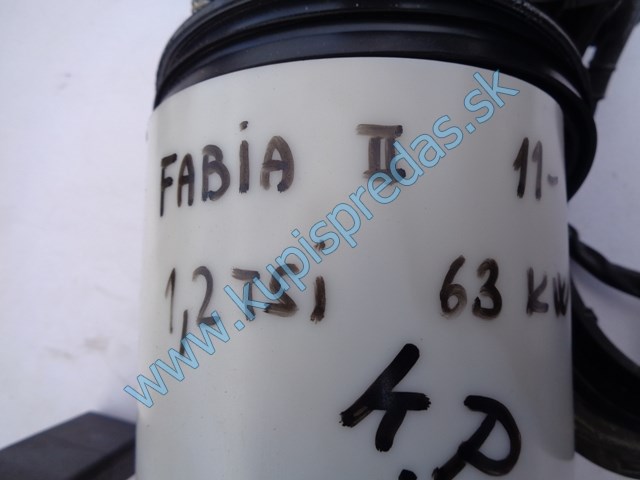 FABIA II 11-
1,2 TSi 63 KW
K.P
www.kupispredas.sk